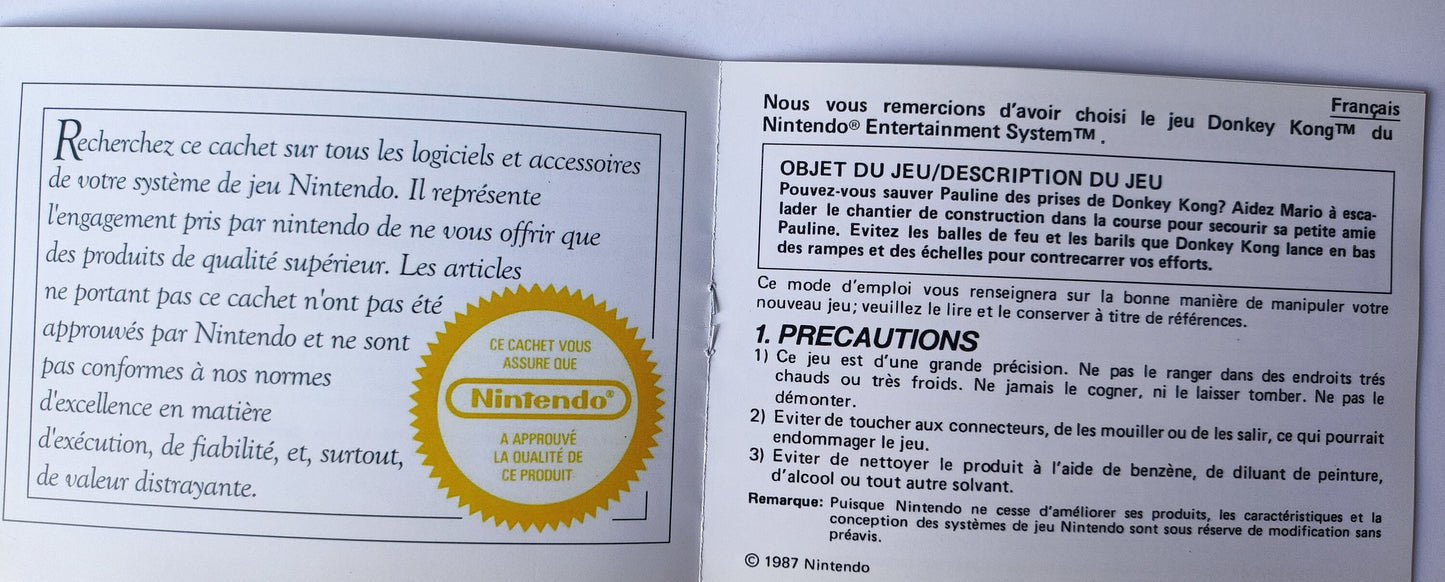 Recherchez ce cachet sur tous les logiciels et accessoires
de votre système de jeu Nintendo. Il représente
l'engagement pris par nintendo de ne vous offrir que
des produits de qualité supérieur. Les articles
ne portant pas ce cachet n'ont pas été
approuvés par Nintendo et ne sont
pas conformes à nos normes
d'excellence en matière
d'exécution, de fiabilité, et, surtout,
de valeur distrayante.
CE CACHET VOUS
ASSURE QUE
Nintendo®
A APPROUVÉ
LA QUALITÉ DE
CE PRODUIT
Français
Nous vous remercions d'avoir choisi le jeu Donkey Kong™ du
Nintendo® Entertainment System™.
OBJET DU JEU/DESCRIPTION DU JEU
Pouvez-vous sauver Pauline des prises de Donkey Kong? Aidez Mario à esca-
lader le chantier de construction dans la course pour secourir sa petite amie
Pauline. Evitez les balles de feu et les barils que Donkey Kong lance en bas
des rampes et des échelles pour contrecarrer vos efforts.
Ce mode d'emploi vous renseignera sur la bonne manière de manipuler votre
nouveau jeu; veuillez le lire et le conserver à titre de références.
1. PRECAUTIONS
1) Ce jeu est d'une grande précision. Ne pas le ranger dans des endroits trés
chauds ou très froids. Ne jamais le cogner, ni le laisser tomber. Ne pas le
démonter.
2) Eviter de toucher aux connecteurs, de les mouiller ou de les salir, ce qui pourrait
endommager le jeu.
3) Eviter de nettoyer le produit à l'aide de benzène, de diluant de peinture,
d'alcool ou tout autre solvant.
Remarque: Puisque Nintendo ne cesse d'améliorer ses produits, les caractéristiques et la
conception des systèmes de jeu Nintendo sont sous réserve de modification sans
préavis.
© 1987 Nintendo